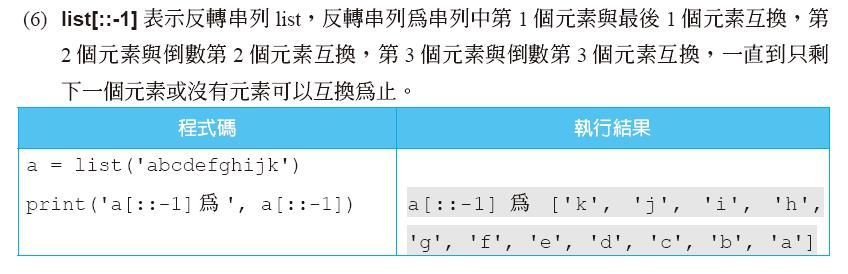 (6) list[::-1] 表示反轉串列 list，反轉串列為串列中第 1 個元素與最後 1 個元素互換，第
2 個元素與倒數第 2 個元素互換，第 3 個元素與倒數第 3 個元素互換，一直到只剩
下一個元素或沒有元素可以互換為止。
程式碼 執行結果
a = list('abcdefghijk')
print('a[::-1]為', a[::-1]) a[::-1] 為 ['k', 'j', 'i', 'h',
'g', 'f', 'e', 'd', 'c', 'b', 'a']